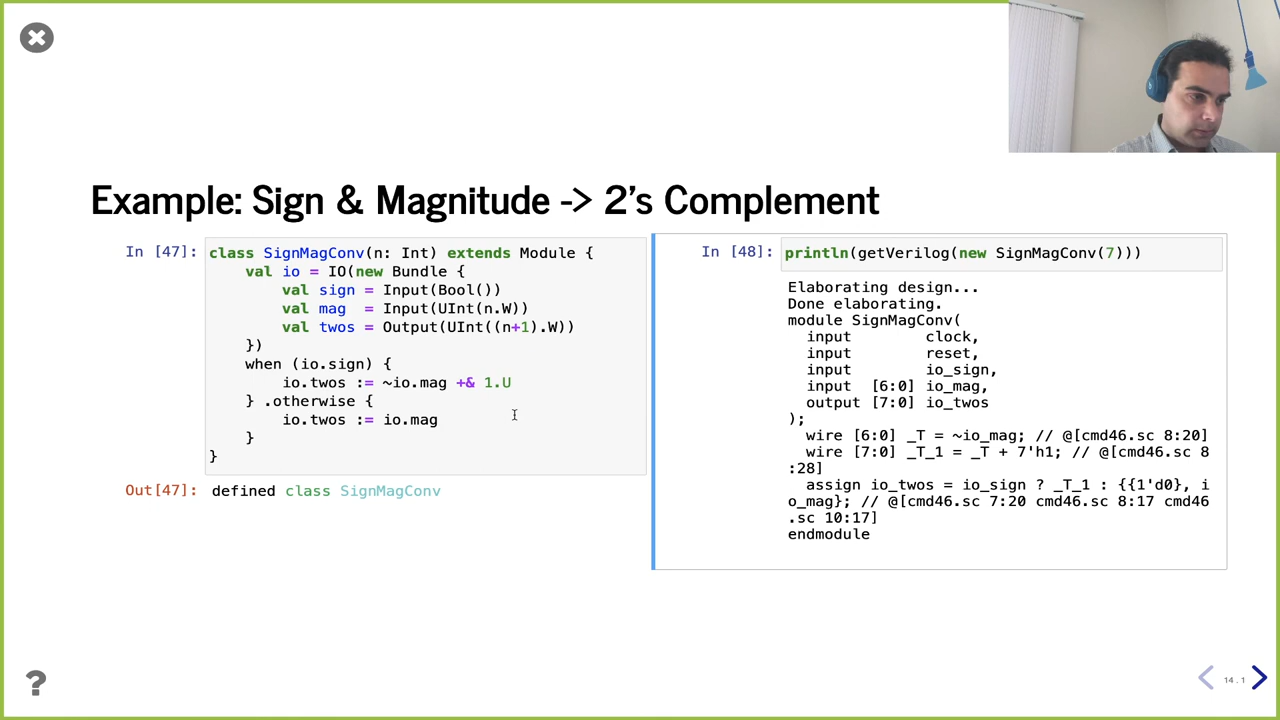 Example: Sign & Magnitude -> 2's Complement
In [47]:
class SignMagConv(n: Int) extends Module {
    val io = IO(new Bundle {
        val sign = Input(Bool())
        val mag  = Input(UInt(n.W))
        val twos = Output(UInt((n+1).W))
    })
    when (io.sign) {
        io.twos := ~io.mag +& 1.U
    } .otherwise {
        io.twos := io.mag
    }
}
Out[47]: defined class SignMagConv
In [48]: println(getVerilog(new SignMagConv(7)))
Elaborating design...
Done elaborating.
module SignMagConv(
  input        clock,
  input        reset,
  input        io_sign,
  input  [6:0] io_mag,
  output [7:0] io_twos
);
  wire [6:0] _T = ~io_mag; // @[cmd46.sc 8:20]
  wire [7:0] _T_1 = _T + 7'h1; // @[cmd46.sc 8
:28]
  assign io_twos = io_sign ? _T_1 : {{1'd0}, i
o_mag}; // @[cmd46.sc 7:20 cmd46.sc 8:17 cmd46
.sc 10:17]
endmodule
?
14.1